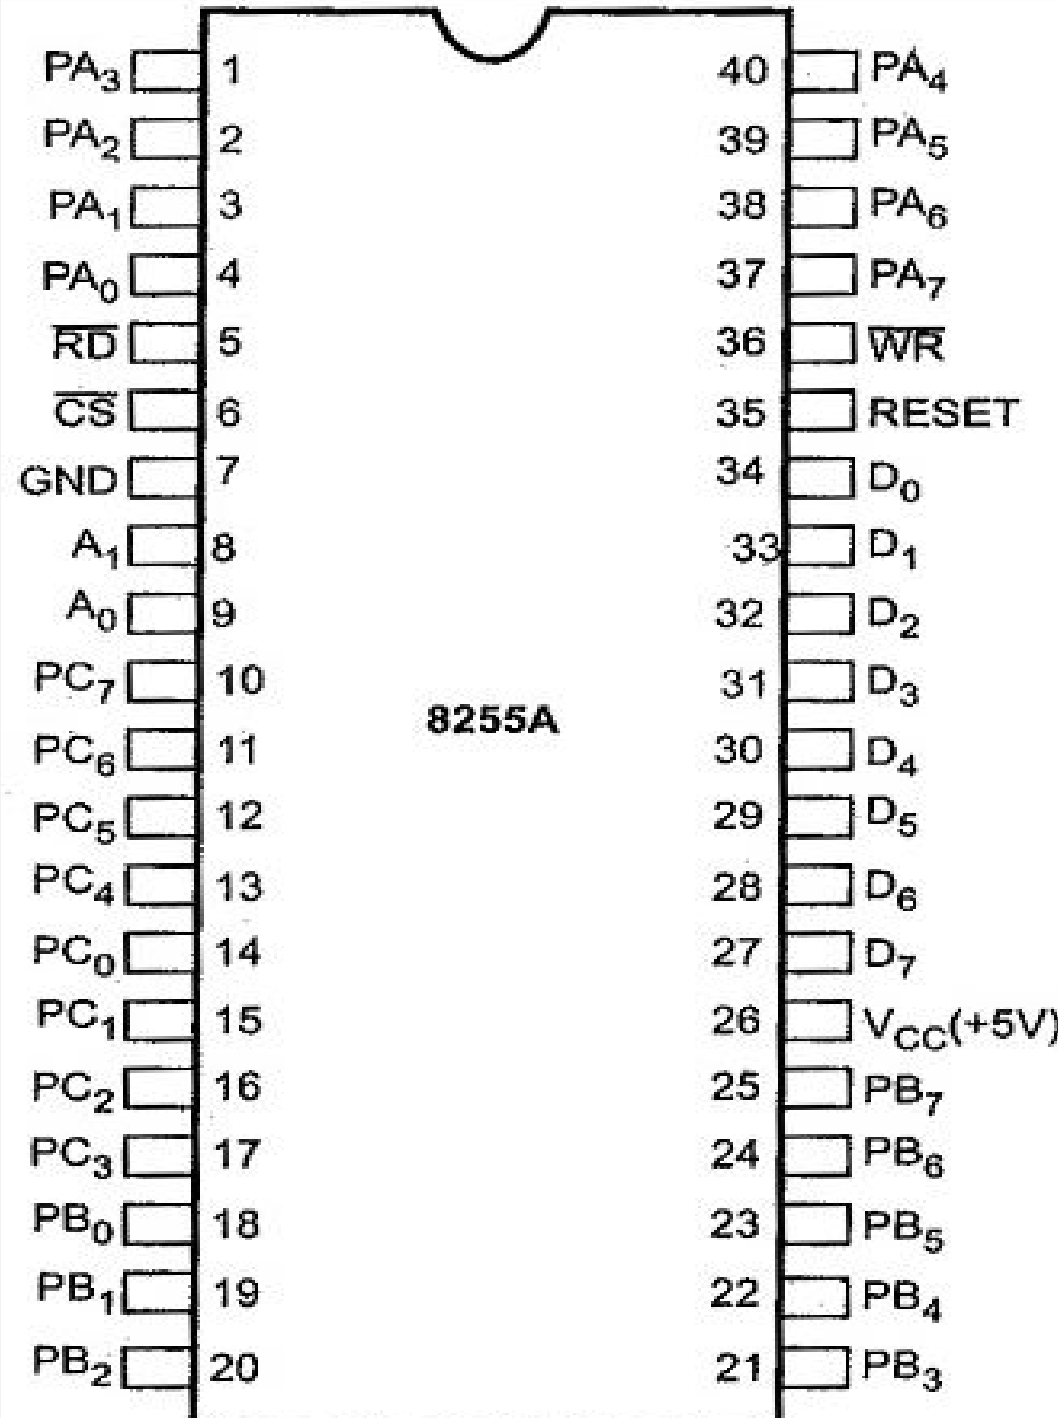 PA3 1 40 PA4
PA2 2 39 PA5
PA1 3 38 PA6
PA0 4 37 PA7
R̅D̅ 5 36 W̅R̅
C̅S̅ 6 35 RESET
GND 7 34 D0
A1 8 33 D1
A0 9 32 D2
PC7 10 31 D3
8255A
PC6 11 30 D4
PC5 12 29 D5
PC4 13 28 D6
PC0 14 27 D7
PC1 15 26 VCC(+5V)
PC2 16 25 PB7
PC3 17 24 PB6
PB0 18 23 PB5
PB1 19 22 PB4
PB2 20 21 PB3